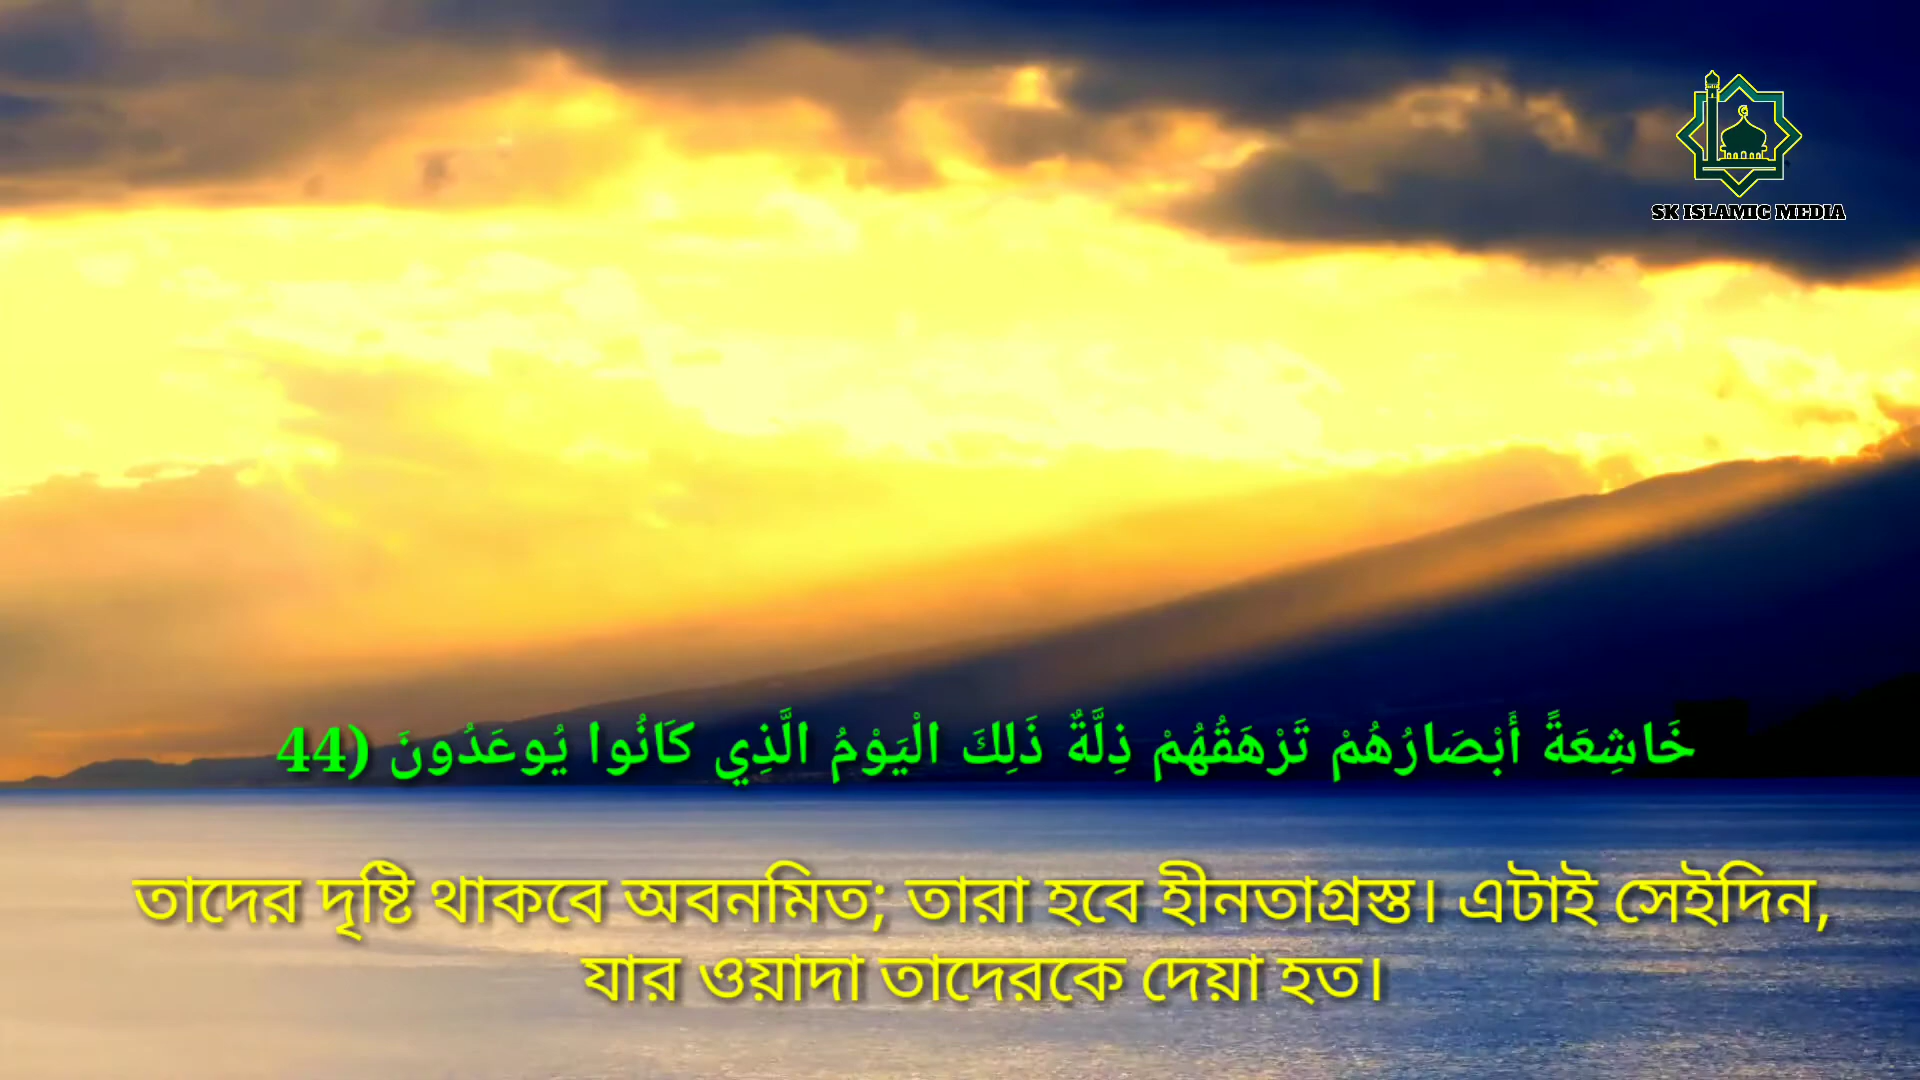 SK ISLAMIC MEDIA
خَاشِعَةً أَبْصَارُهُمْ تَرْهَقُهُمْ ذِلَّةٌ ذَلِكَ الْيَوْمُ الَّذِي كَانُوا يُوعَدُونَ (44
তাদের দৃষ্টি থাকবে অবনমিত; তারা হবে হীনতাগ্রস্ত। এটাই সেইদিন,
যার ওয়াদা তাদেরকে দেয়া হত।